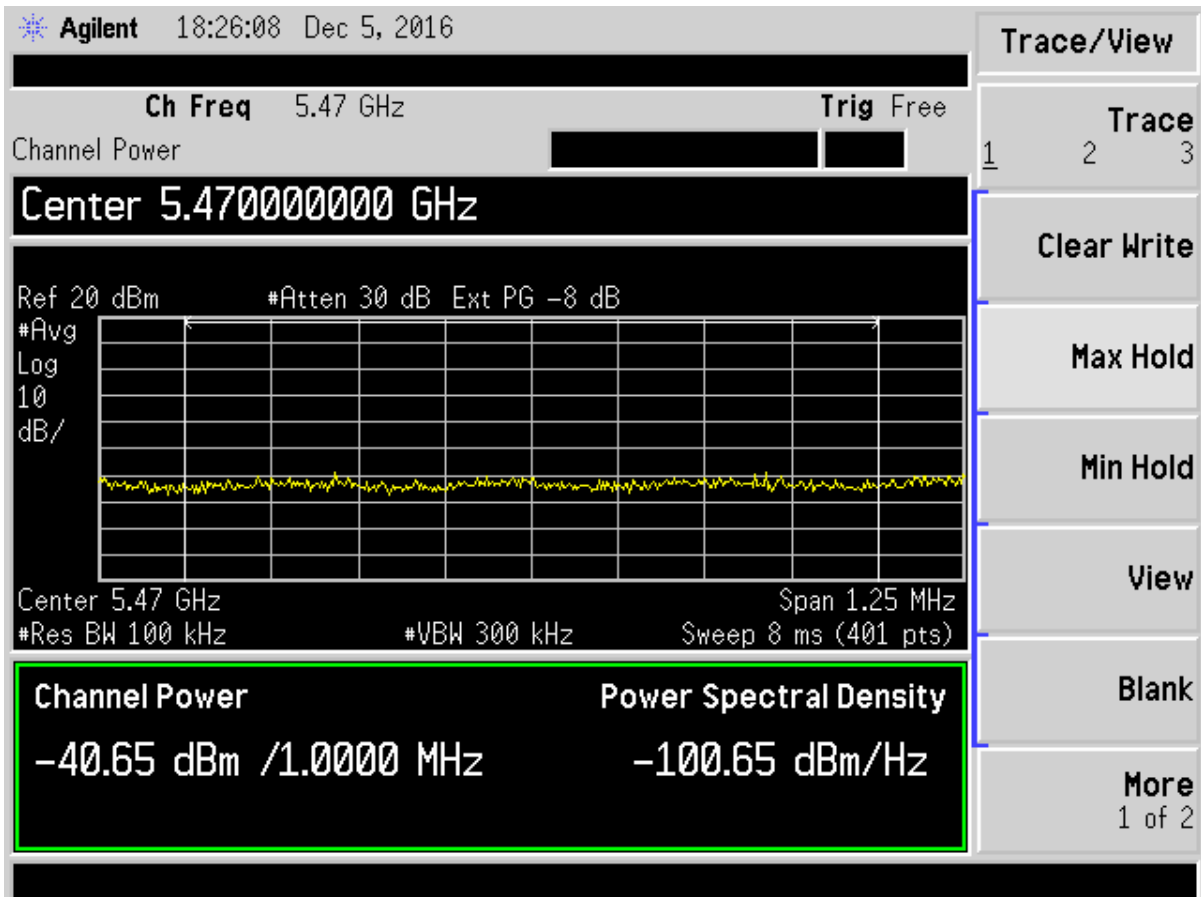 Agilent 18:26:08 Dec 5, 2016
Trace/View
Ch Freq 5.47 GHz Trig Free
Channel Power
Trace
1 2 3
Center 5.470000000 GHz
Clear Write
Ref 20 dBm #Atten 30 dB Ext PG -8 dB
#Avg
Log
10
dB/
Max Hold
Min Hold
View
Center 5.47 GHz Span 1.25 MHz
#Res BW 100 kHz #VBW 300 kHz Sweep 8 ms (401 pts)
Channel Power Power Spectral Density
-40.65 dBm /1.0000 MHz -100.65 dBm/Hz
Blank
More
1 of 2